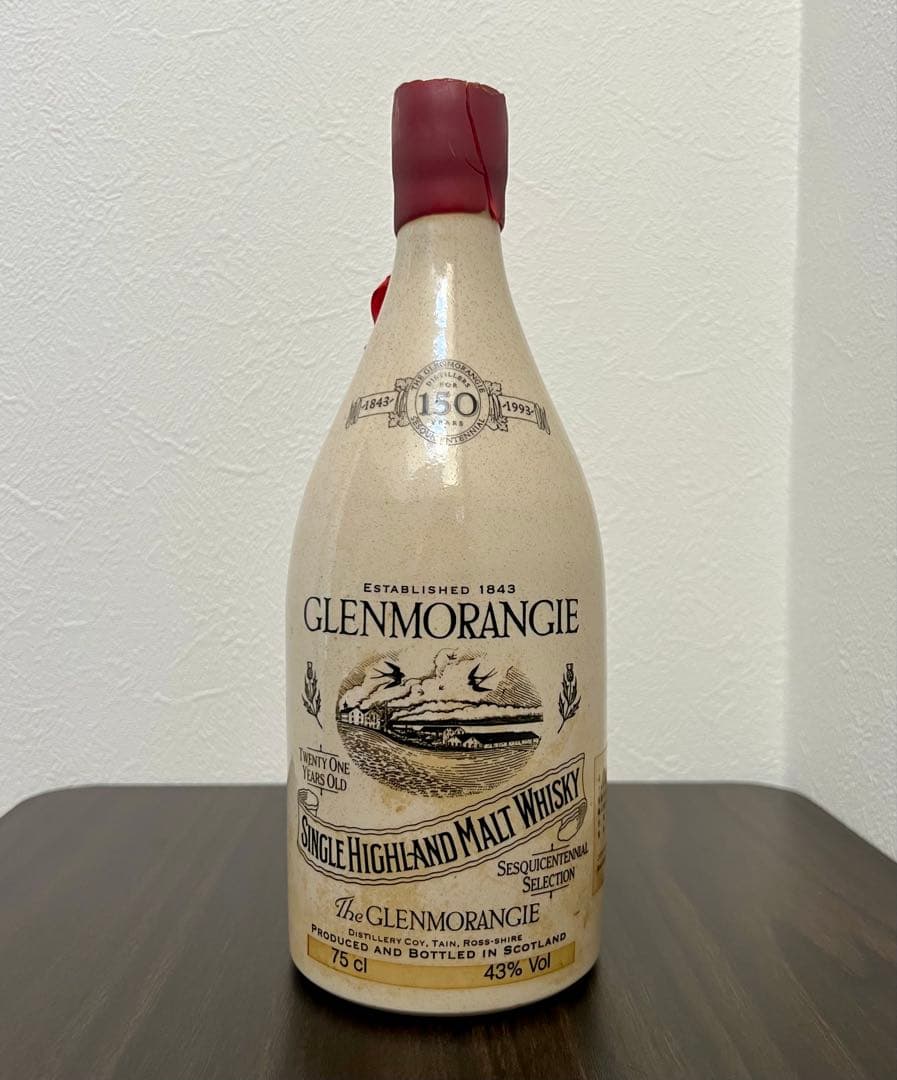 THE GLENMORANGIE
DISTILLERS
FOR
-1843- 150 -1993-
YEARS
SESQUICENTENNIAL
ESTABLISHED 1843
GLENMORANGIE
TWENTY ONE
YEARS OLD
SINGLE HIGHLAND MALT WHISKY
SESQUICENTENNIAL
SELECTION
The GLENMORANGIE
DISTILLERY COY, TAIN, ROSS-SHIRE
PRODUCED AND BOTTLED IN SCOTLAND
75 cl 43% Vol